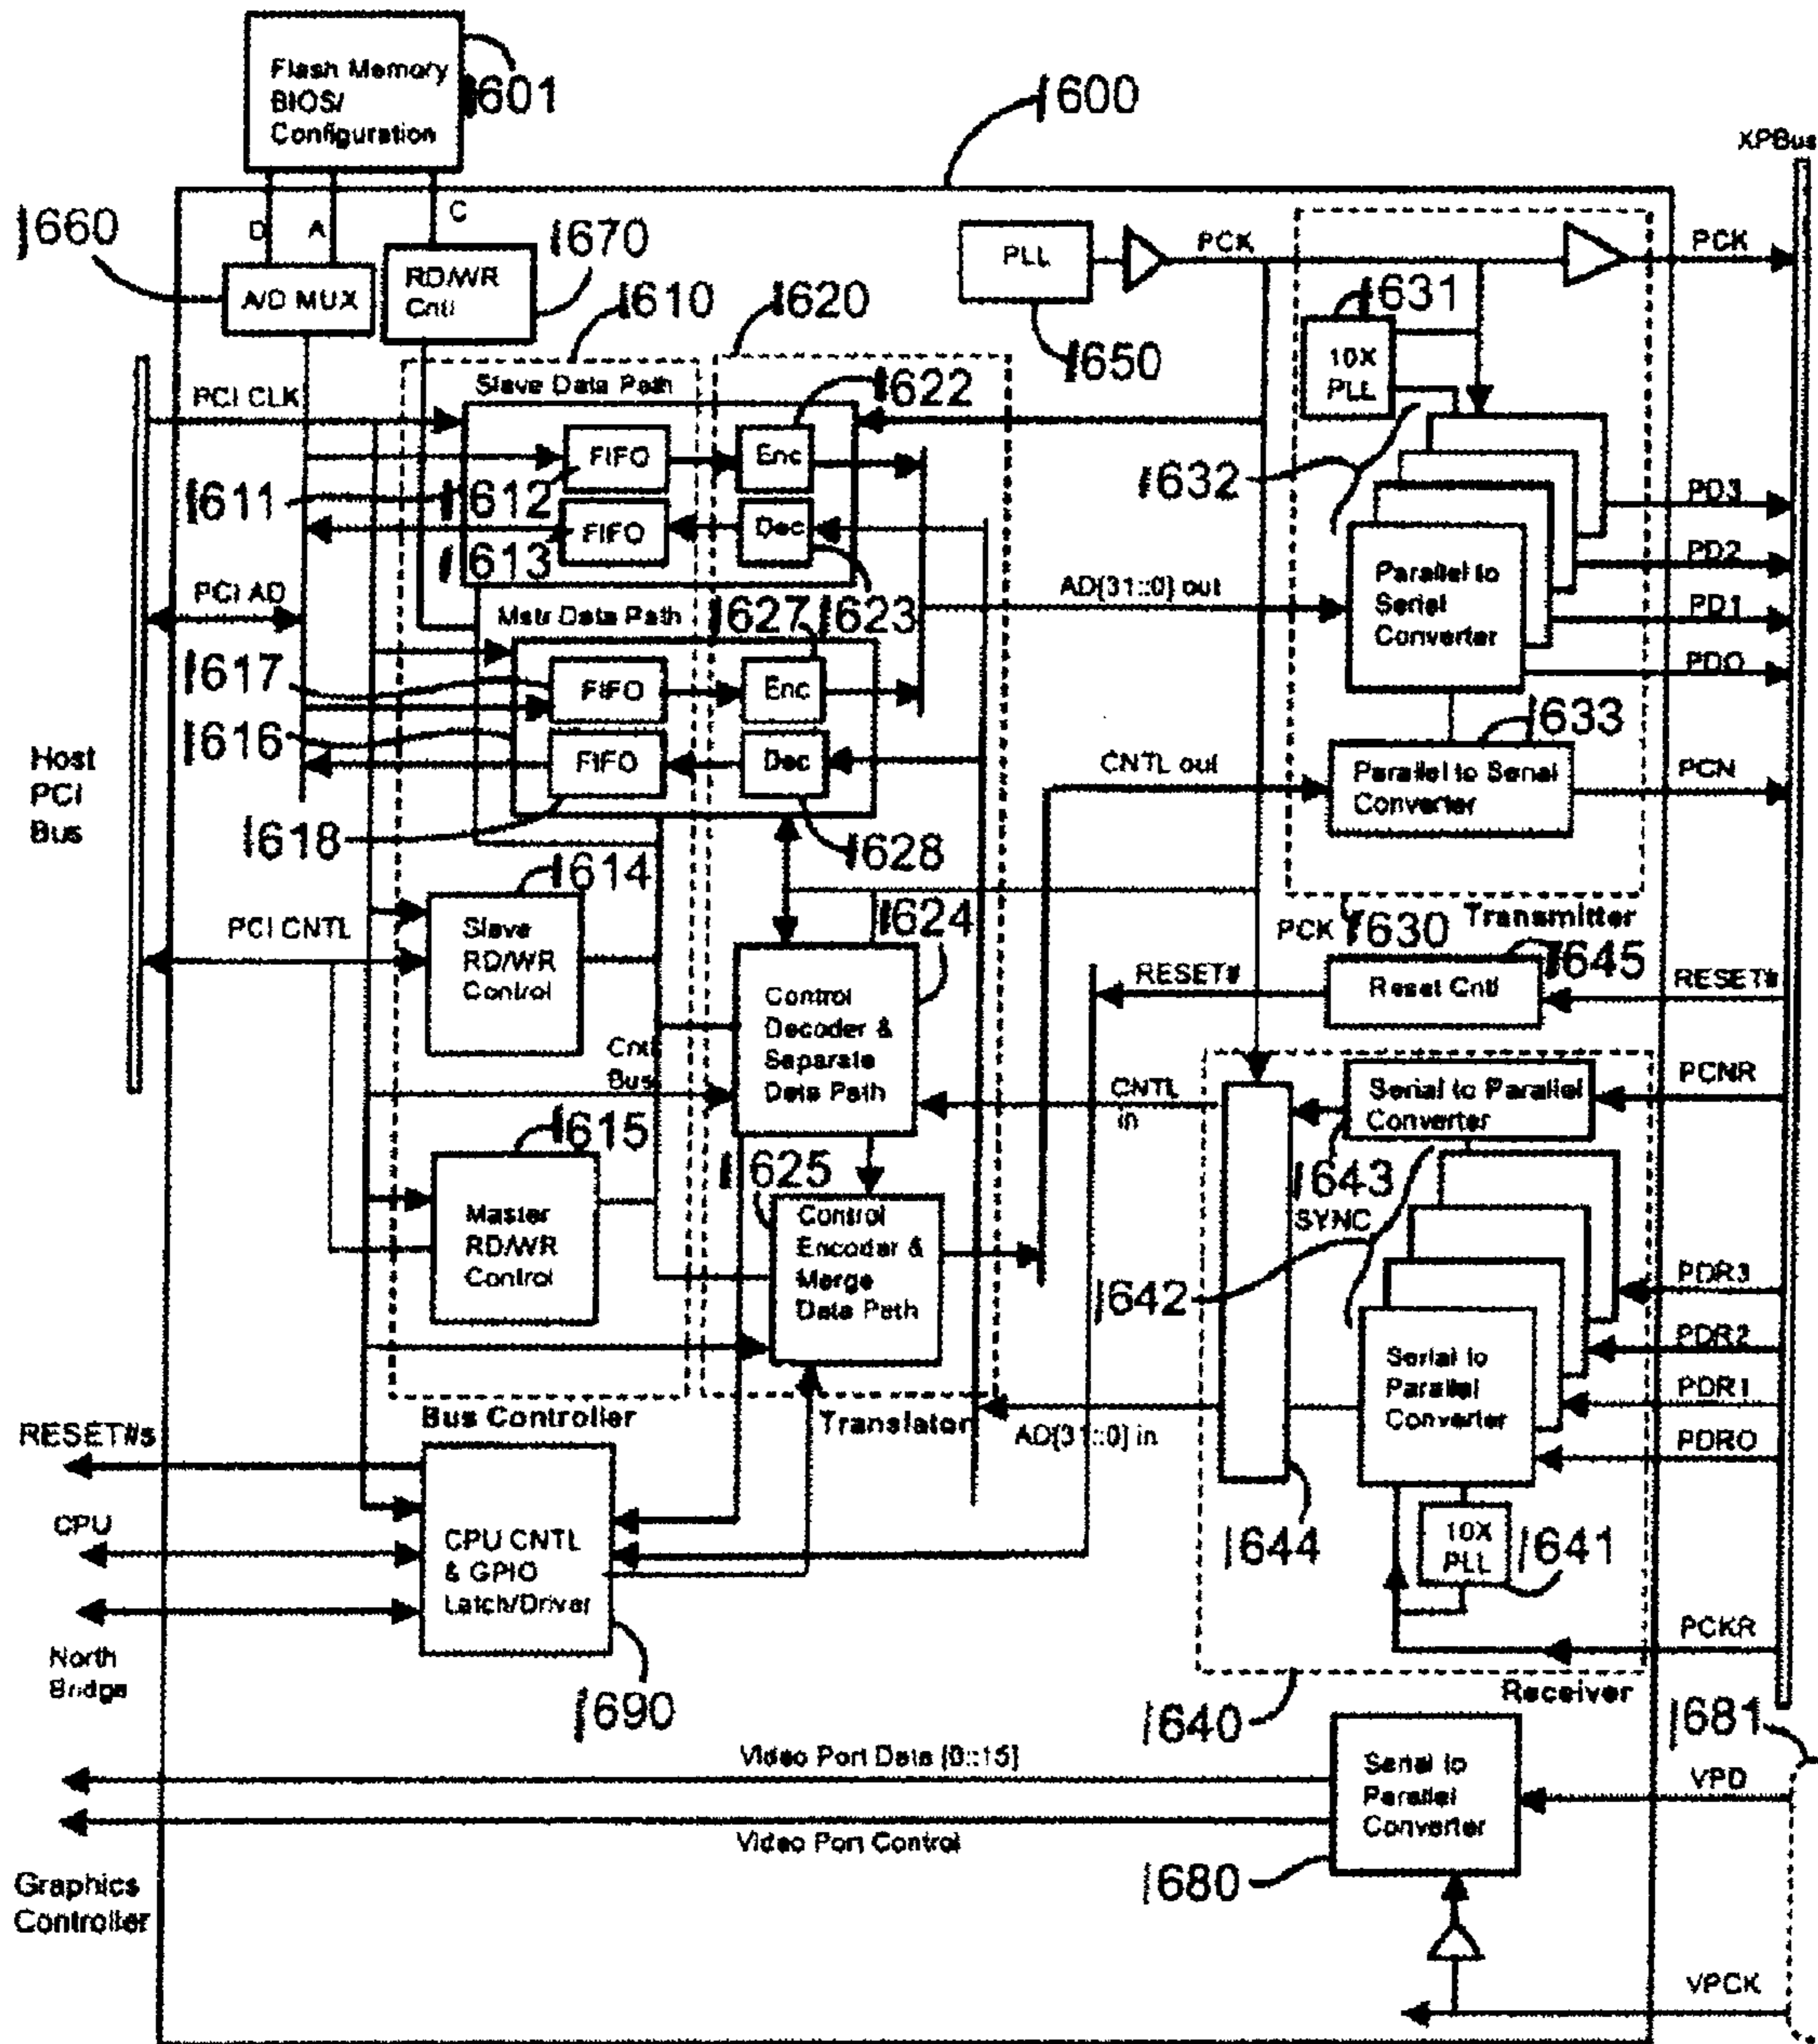 Flash Memory
BIOS/
Configuration
1601
1600
XPBus
D
A
C
1660
1670
A/D MUX
RD/WR
Cntl
1610
1620
PLL
PCK
PCK
1631
10X
PLL
1650
PCI CLK
Slave Data Path
1622
FIFO
Enc
1632
1611
1612
FIFO
Dec
PD3
1613
PCI AD
AD[31::0] out
Parallel to
Serial
Converter
PD2
PD1
PD0
Mstr Data Path
1627
1623
1617
FIFO
Enc
1633
1616
FIFO
Dec
CNTL out
Parallel to Serial
Converter
PCN
Host
PCI
Bus
1618
1628
1614
1624
PCK
1630
Transmitter
PCI CNTL
Slave
RD/WR
Control
1645
RESET#
Reset Cntl
RESET#
Control
Decoder &
Separate
Data Path
Cntl
Bus
CNTL
in
Serial to Parallel
Converter
PCNR
1615
1625
1643
SYNC
Master
RD/WR
Control
Control
Encoder &
Merge
Data Path
1642
PDR3
PDR2
PDR1
PDR0
Serial to
Parallel
Converter
Bus Controller
Translator
AD[31::0] in
RESET#s
CPU
CPU CNTL
& GPIO
Latch/Driver
1644
10X
PLL
1641
PCKR
North
Bridge
1690
1640
Receiver
1681
Video Port Data [0::15]
Serial to
Parallel
Converter
VPD
Video Port Control
1680
Graphics
Controller
VPCK